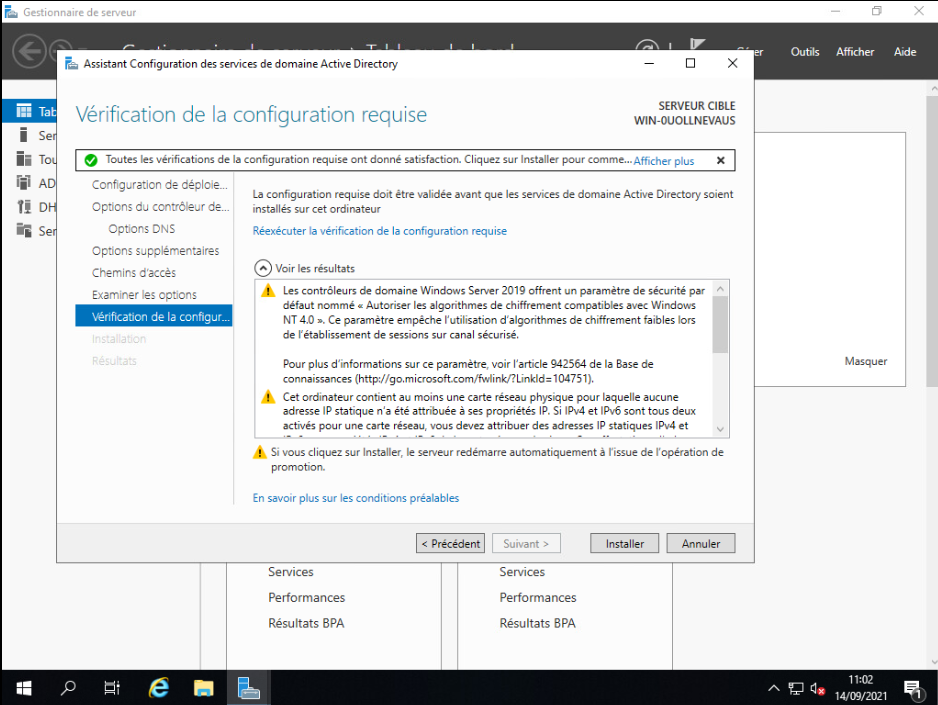 Gestionnaire de serveur
Outils Afficher Aide
Assistant Configuration des services de domaine Active Directory
Vérification de la configuration requise
SERVEUR CIBLE
WIN-0UOLLNEVAUS
Toutes les vérifications de la configuration requise ont donné satisfaction. Cliquez sur Installer pour comme... Afficher plus
Configuration de déploie...
Options du contrôleur de...
Options DNS
Options supplémentaires
Chemins d'accès
Examiner les options
Vérification de la configur...
Installation
Résultats
La configuration requise doit être validée avant que les services de domaine Active Directory soient
installés sur cet ordinateur
Réexécuter la vérification de la configuration requise
Voir les résultats
Les contrôleurs de domaine Windows Server 2019 offrent un paramètre de sécurité par
défaut nommé « Autoriser les algorithmes de chiffrement compatibles avec Windows
NT 4.0 ». Ce paramètre empêche l'utilisation d'algorithmes de chiffrement faibles lors
de l'établissement de sessions sur canal sécurisé.
Pour plus d'informations sur ce paramètre, voir l'article 942564 de la Base de
connaissances (http://go.microsoft.com/fwlink/?LinkId=104751).
Cet ordinateur contient au moins une carte réseau physique pour laquelle aucune
adresse IP statique n'a été attribuée à ses propriétés IP. Si IPv4 et IPv6 sont tous deux
activés pour une carte réseau, vous devez attribuer des adresses IP statiques IPv4 et
Si vous cliquez sur Installer, le serveur redémarre automatiquement à l'issue de l'opération de
promotion.
En savoir plus sur les conditions préalables
< Précédent
Suivant >
Installer
Annuler
Tab
Ser
Tou
AD
DH
Ser
Masquer
Services
Performances
Résultats BPA
Services
Performances
Résultats BPA
11:02
14/09/2021
1